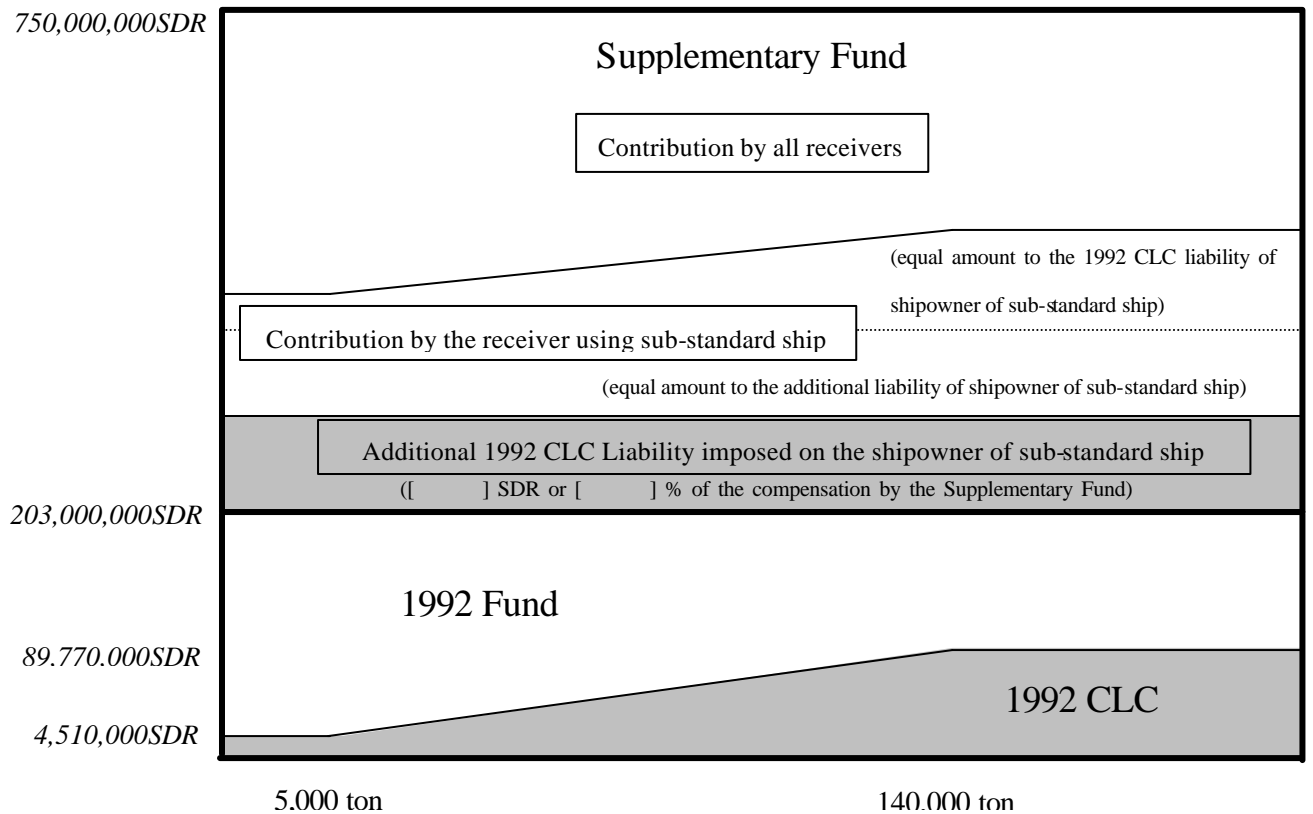 750,000,000SDR
Supplementary Fund
Contribution by all receivers
(equal amount to the 1992 CLC liability of
shipowner of sub-standard ship)
Contribution by the receiver using sub-standard ship
(equal amount to the additional liability of shipowner of sub-standard ship)
Additional 1992 CLC Liability imposed on the shipowner of sub-standard ship
([ ] SDR or [ ] % of the compensation by the Supplementary Fund)
203,000,000SDR
1992 Fund
89.770.000SDR
1992 CLC
4,510,000SDR
5.000 ton
140.000 ton